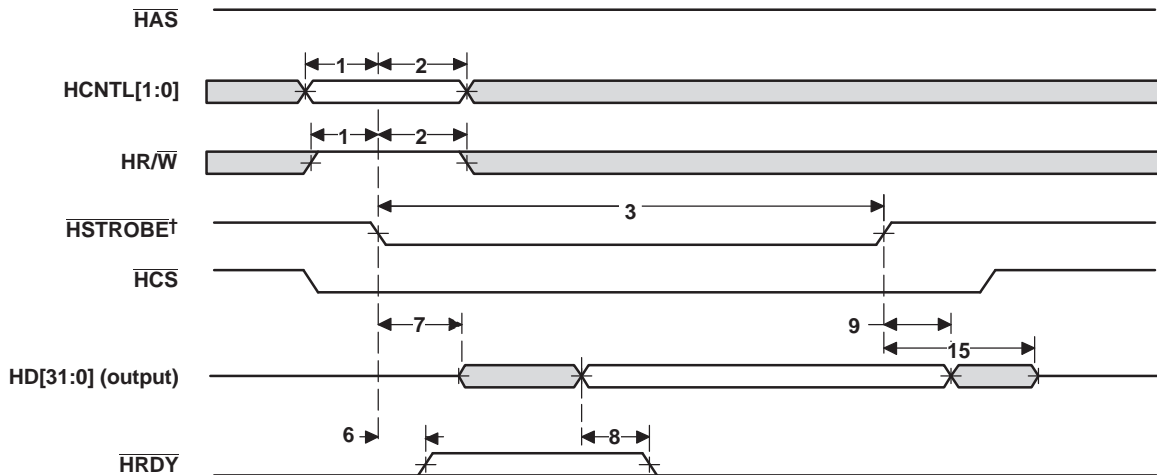 HAS
1 2
HCNTL[1:0]
1 2
HR/W
3
HSTROBE†
HCS
7 9
15
HD[31:0] (output)
6 8
HRDY